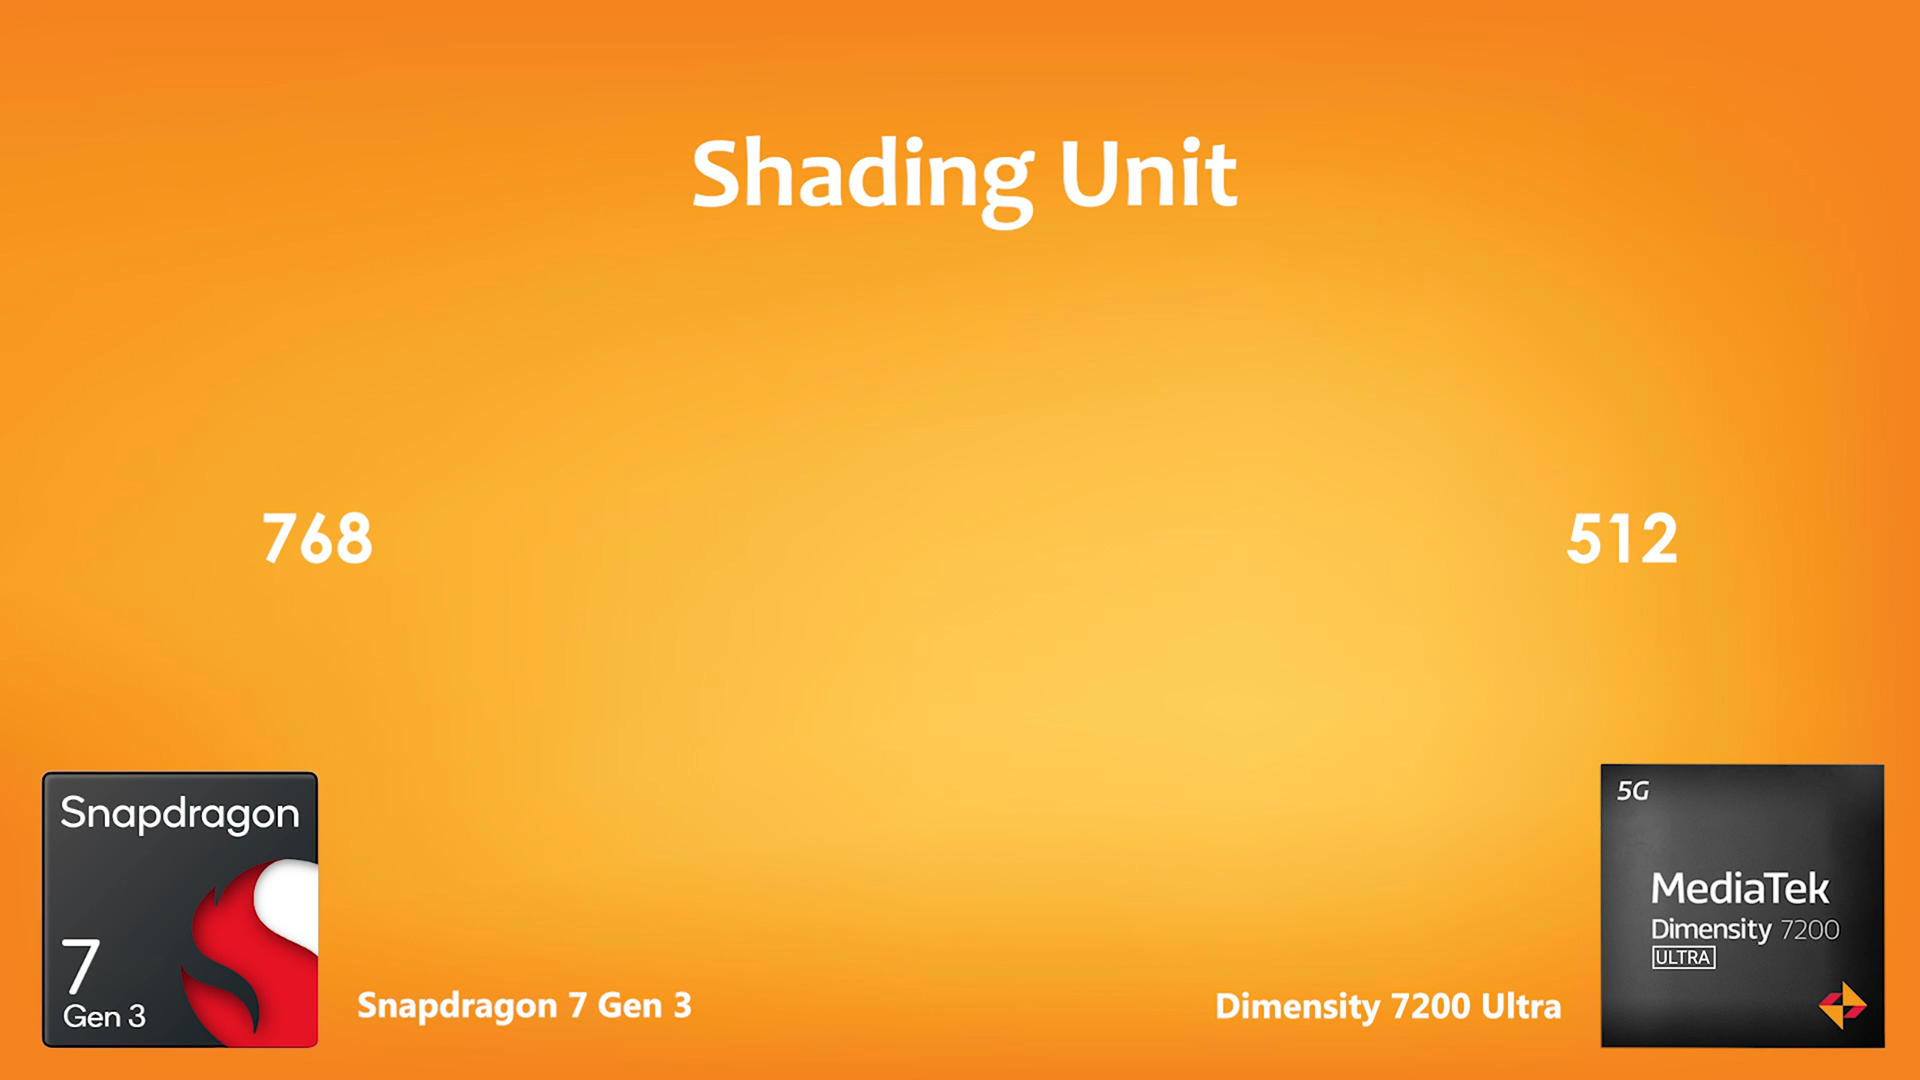 Shading Unit
768
512
Snapdragon
7
Gen 3
Snapdragon 7 Gen 3
Dimensity 7200 Ultra
5G
MediaTek
Dimensity 7200
ULTRA